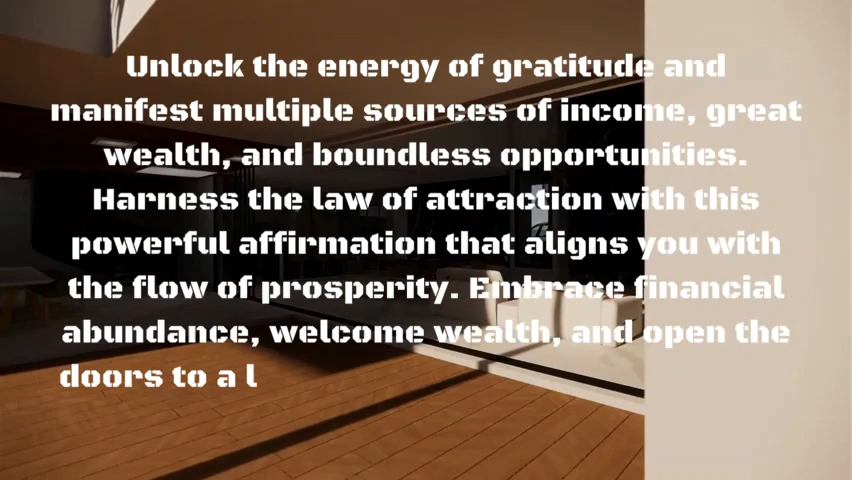 Unlock the energy of gratitude and
manifest multiple sources of income, great
wealth, and boundless opportunities.
Harness the law of attraction with this
powerful affirmation that aligns you with
the flow of prosperity. Embrace financial
abundance, welcome wealth, and open the
doors to a l